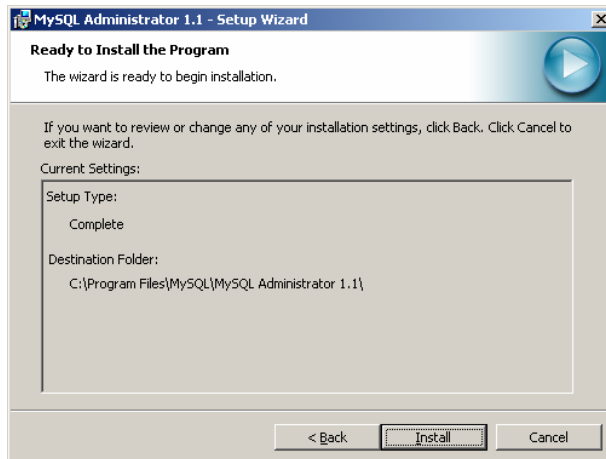 MySQL Administrator 1.1 - Setup Wizard
Ready to Install the Program
The wizard is ready to begin installation.
If you want to review or change any of your installation settings, click Back. Click Cancel to
exit the wizard.
Current Settings:
Setup Type:
Complete
Destination Folder:
C:\Program Files\MySQL\MySQL Administrator 1.1\
< Back
Install
Cancel